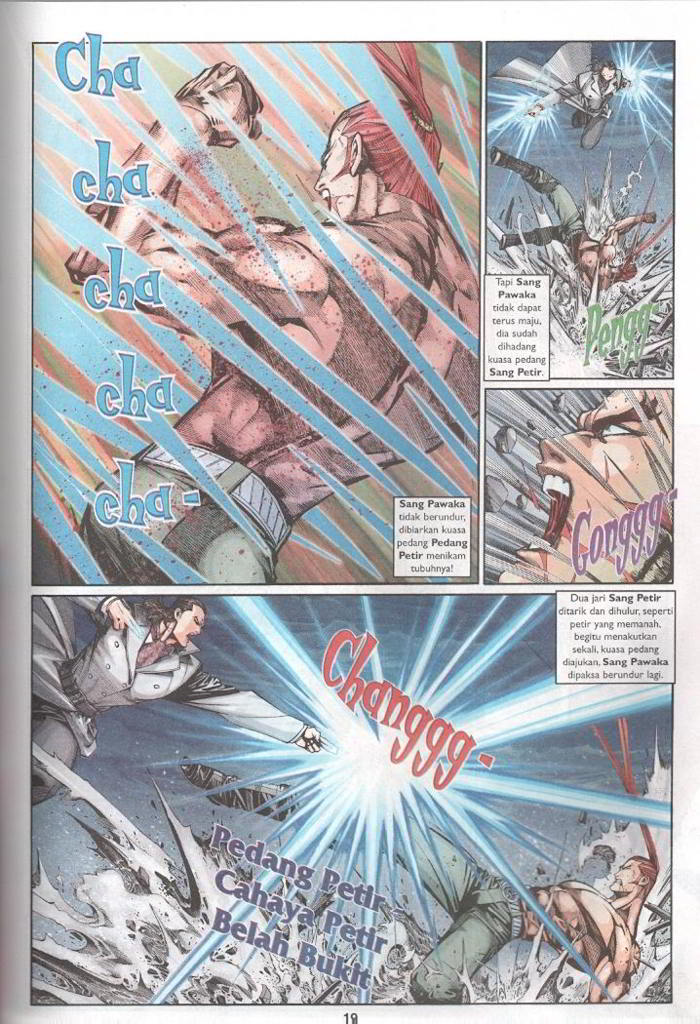 Cha
cha
cha
cha
cha-
Sang Pawaka
tidak berundur,
dibiarkan kuasa
pedang Pedang
Petir menikam
tubuhnya!
Tapi Sang
Pawaka
tidak dapat
terus maju,
dia sudah
dihadang
kuasa pedang
Sang Petir.
Pengg
Gonggg-
Dua jari Sang Petir
ditarik dan dihulur, seperti
petir yang memanah,
begitu menakutkan
sekali, kuasa pedang
diajukan, Sang Pawaka
dipaksa berundur lagi.
Changgg-
Pedang Petir -
Cahaya Petir
Belah Bukit